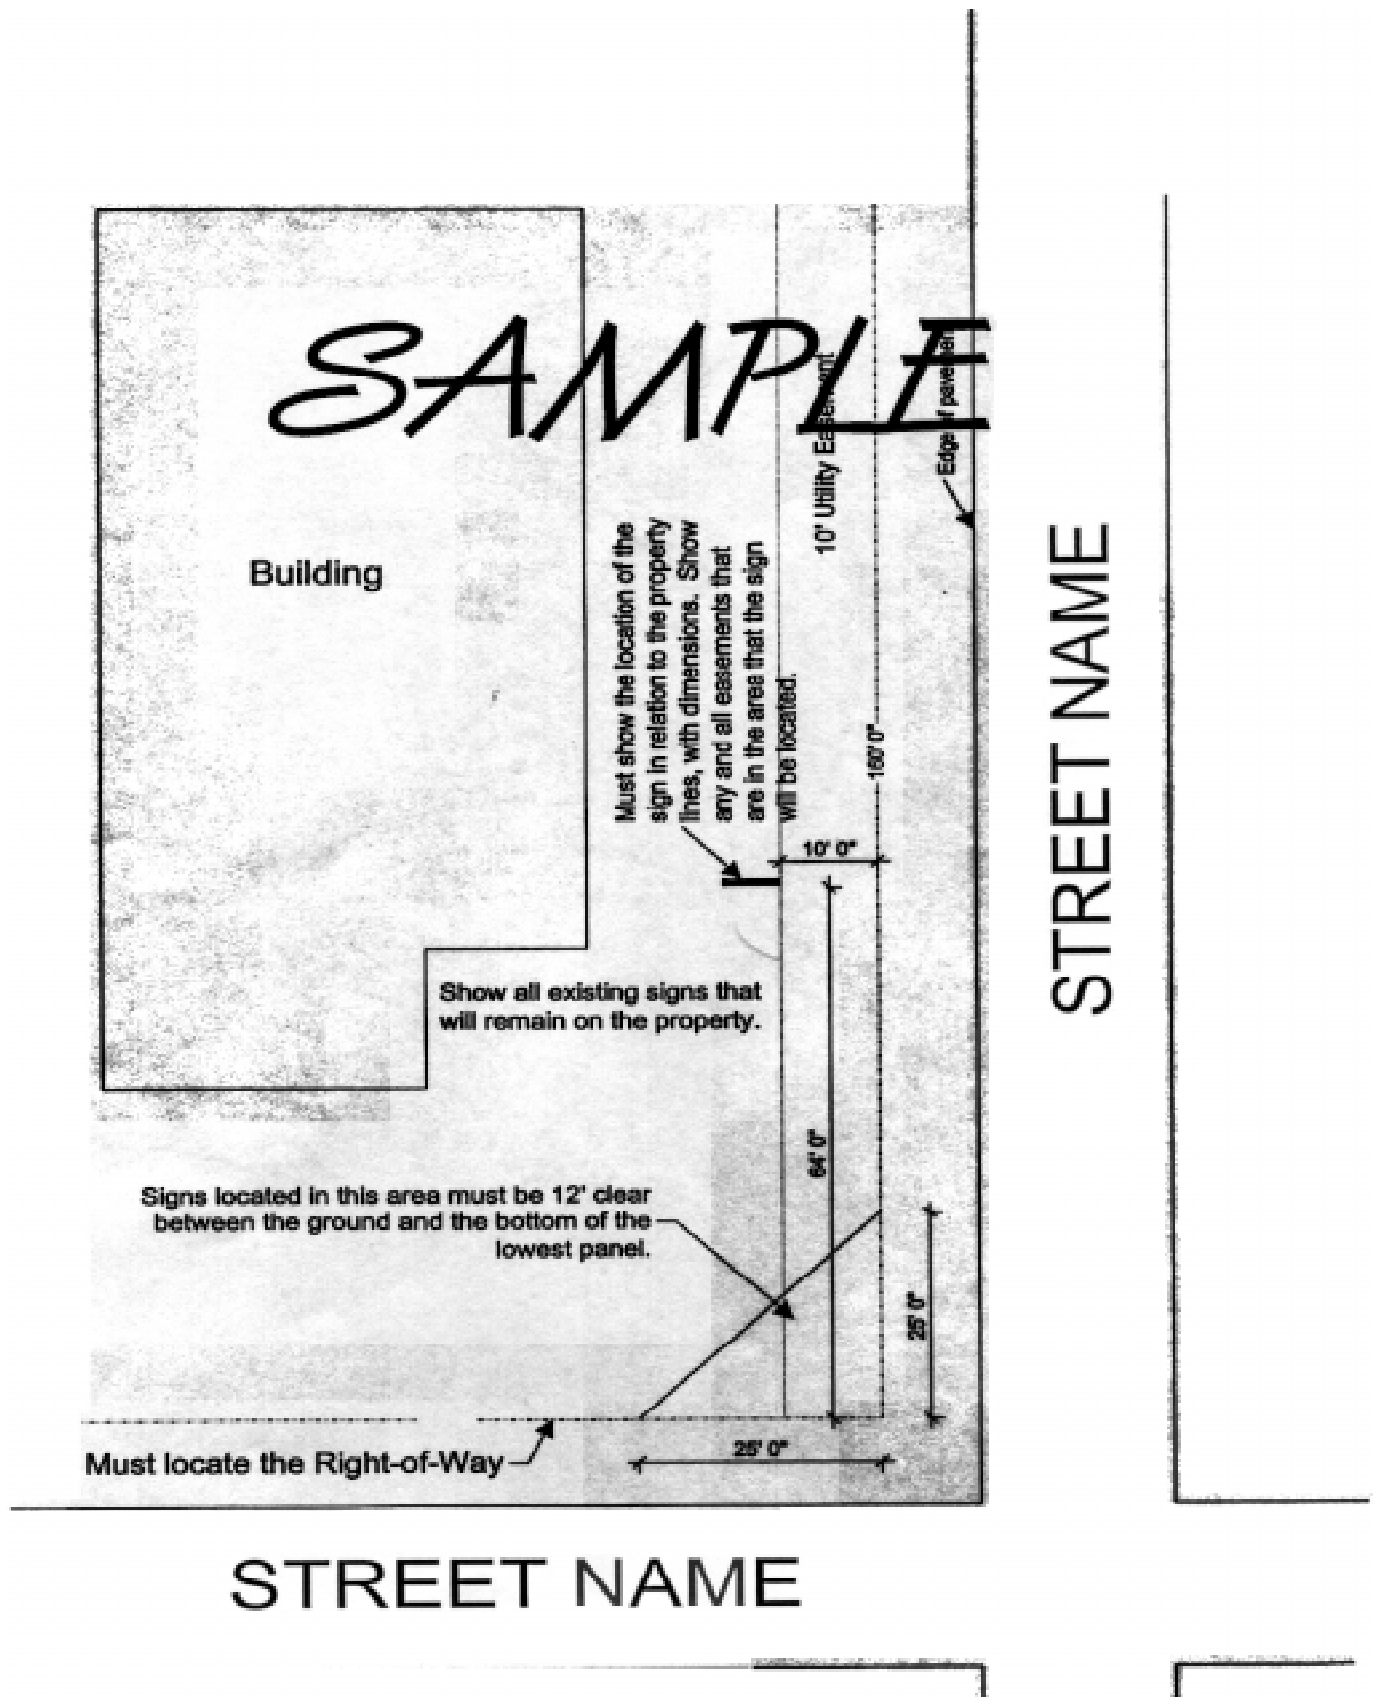 SAMPLE
10' Utility Easement
Edge of pavement
Building
Must show the location of the
sign in relation to the property
lines, with dimensions. Show
any and all easements that
are in the area that the sign
will be located.
160' 0"
10' 0"
STREET NAME
Show all existing signs that
will remain on the property.
64' 0"
Signs located in this area must be 12' clear
between the ground and the bottom of the
lowest panel.
25' 0"
25' 0"
Must locate the Right-of-Way
STREET NAME